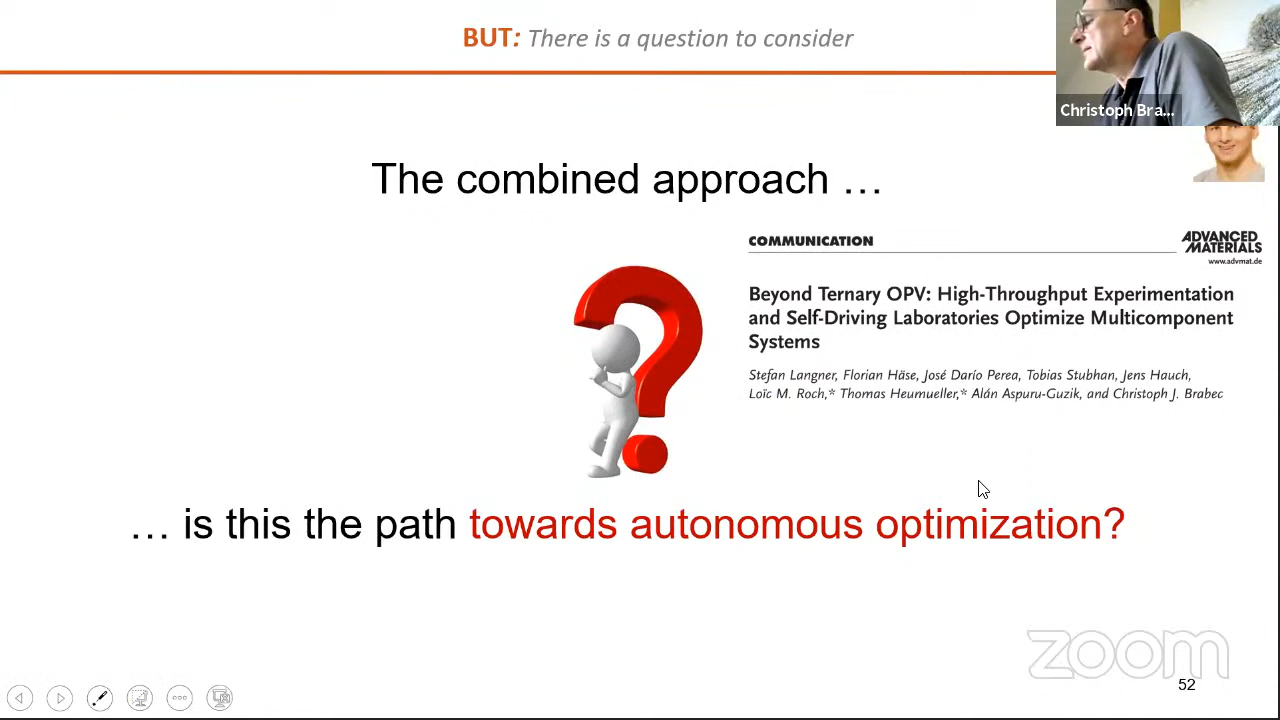 BUT: There is a question to consider
Christoph Bra...
The combined approach …
COMMUNICATION
ADVANCED
MATERIALS
www.advmat.de
Beyond Ternary OPV: High-Throughput Experimentation
and Self-Driving Laboratories Optimize Multicomponent
Systems
Stefan Langner, Florian Häse, José Darío Perea, Tobias Stubhan, Jens Hauch,
Loïc M. Roch,* Thomas Heumueller,* Alán Aspuru-Guzik, and Christoph J. Brabec
… is this the path towards autonomous optimization?
zoom
52